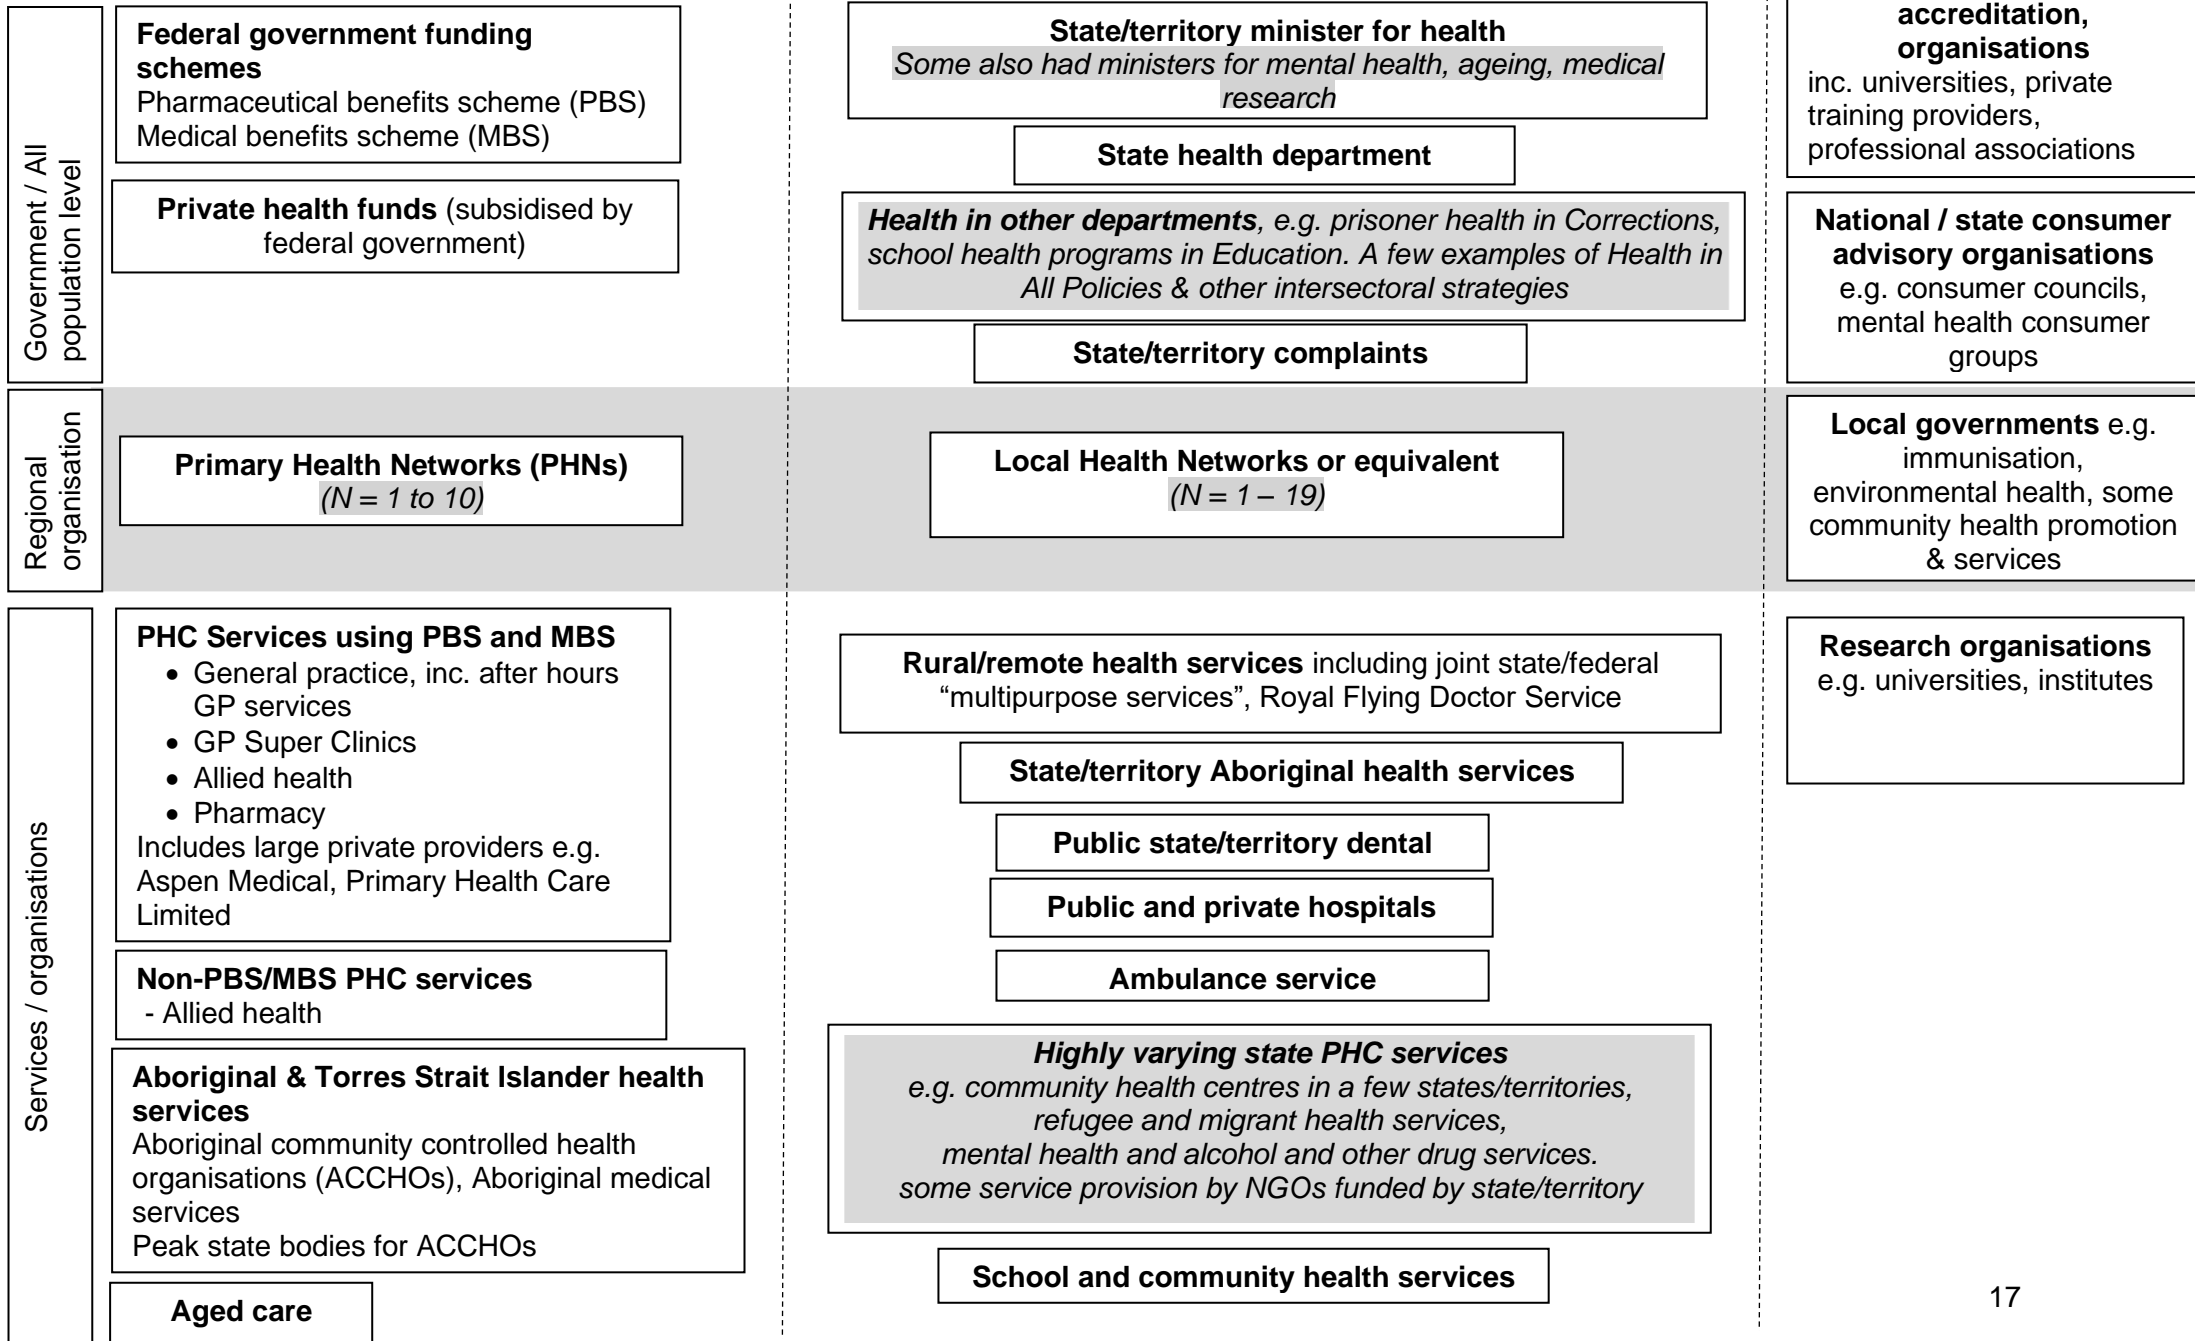 Government / All
population level
Federal government funding
schemes
Pharmaceutical benefits scheme (PBS)
Medical benefits scheme (MBS)
Private health funds (subsidised by
federal government)
State/territory minister for health
Some also had ministers for mental health, ageing, medical
research
State health department
Health in other departments, e.g. prisoner health in Corrections,
school health programs in Education. A few examples of Health in
All Policies & other intersectoral strategies
State/territory complaints
accreditation,
organisations
inc. universities, private
training providers,
professional associations
National / state consumer
advisory organisations
e.g. consumer councils,
mental health consumer
groups
Regional
organisation
Primary Health Networks (PHNs)
(N = 1 to 10)
Local Health Networks or equivalent
(N = 1 – 19)
Local governments e.g.
immunisation,
environmental health, some
community health promotion
& services
Services / organisations
PHC Services using PBS and MBS
• General practice, inc. after hours
GP services
• GP Super Clinics
• Allied health
• Pharmacy
Includes large private providers e.g.
Aspen Medical, Primary Health Care
Limited
Non-PBS/MBS PHC services
- Allied health
Aboriginal & Torres Strait Islander health
services
Aboriginal community controlled health
organisations (ACCHOs), Aboriginal medical
services
Peak state bodies for ACCHOs
Aged care
Rural/remote health services including joint state/federal
“multipurpose services”, Royal Flying Doctor Service
State/territory Aboriginal health services
Public state/territory dental
Public and private hospitals
Ambulance service
Highly varying state PHC services
e.g. community health centres in a few states/territories,
refugee and migrant health services,
mental health and alcohol and other drug services.
some service provision by NGOs funded by state/territory
School and community health services
Research organisations
e.g. universities, institutes
17